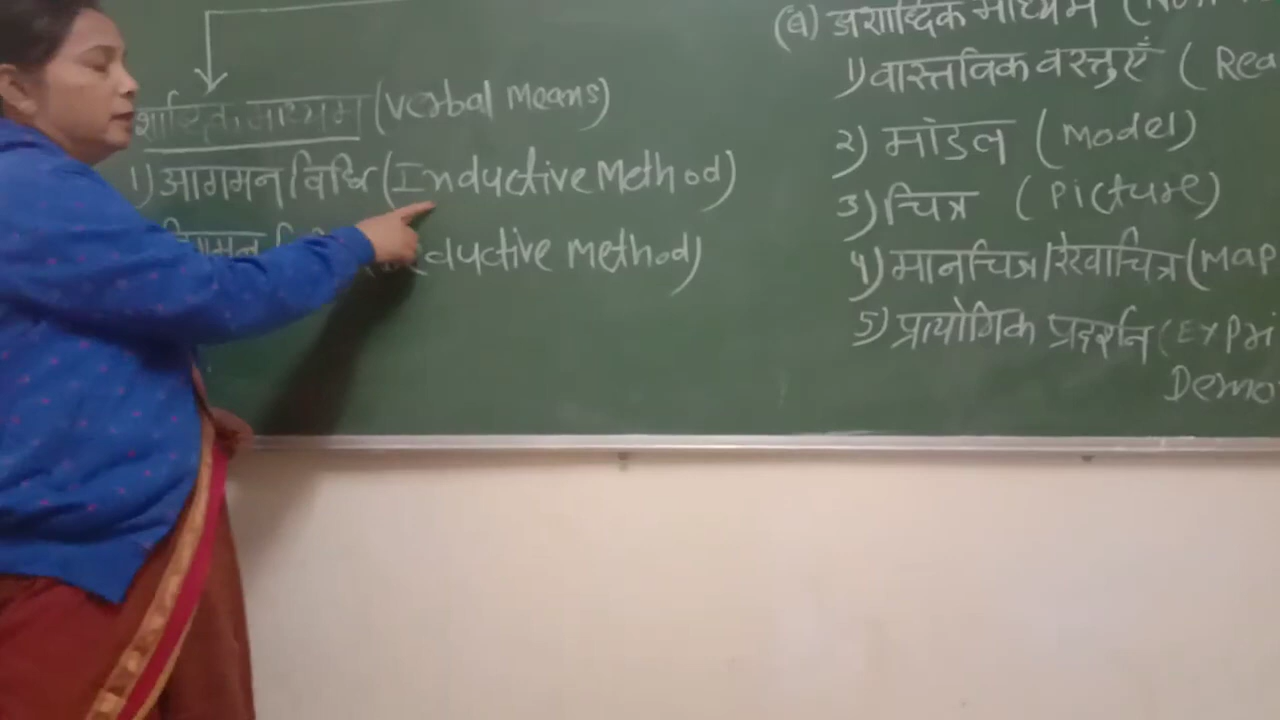 शाब्दिक माध्यम (Verbal Means)
1) आगमन विधि (Inductive Method)
Deductive Method)
(ब) अशाब्दिक माध्यम
1) वास्तविक वस्तुएँ (Rea
2) मांडल (Model)
3) चित्र (Picture)
4) मानचित्र/रेखाचित्र (Map
5) प्रायोगिक प्रदर्शन (Expri
Demo